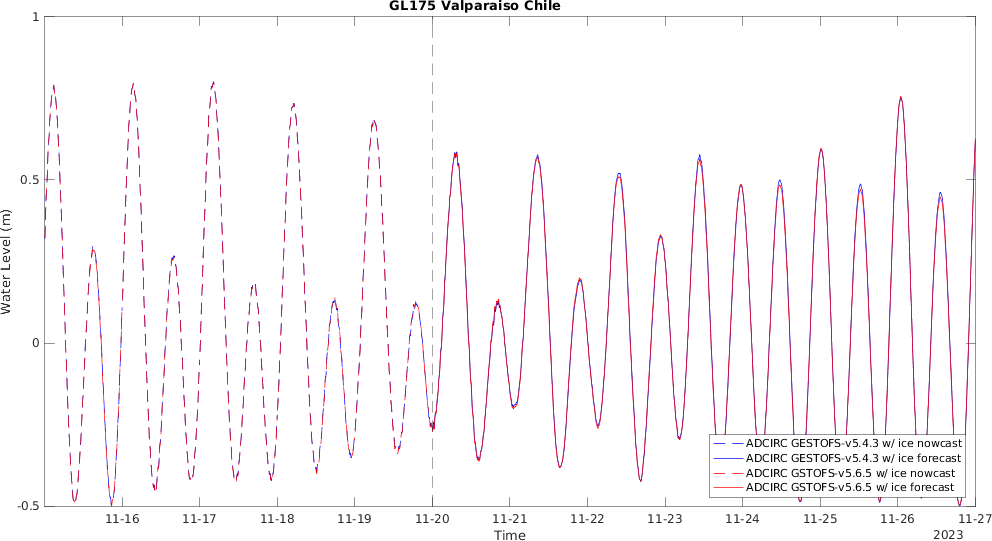 GL175 Valparaiso Chile
1
0.5
0
-0.5
Water Level (m)
11-16
11-17
11-18
11-19
11-20
11-21
11-22
11-23
11-24
11-25
11-26
11-27
Time
2023
ADCIRC GESTOFS-v5.4.3 w/ ice nowcast
ADCIRC GESTOFS-v5.4.3 w/ ice forecast
ADCIRC GSTOFS-v5.6.5 w/ ice nowcast
ADCIRC GSTOFS-v5.6.5 w/ ice forecast